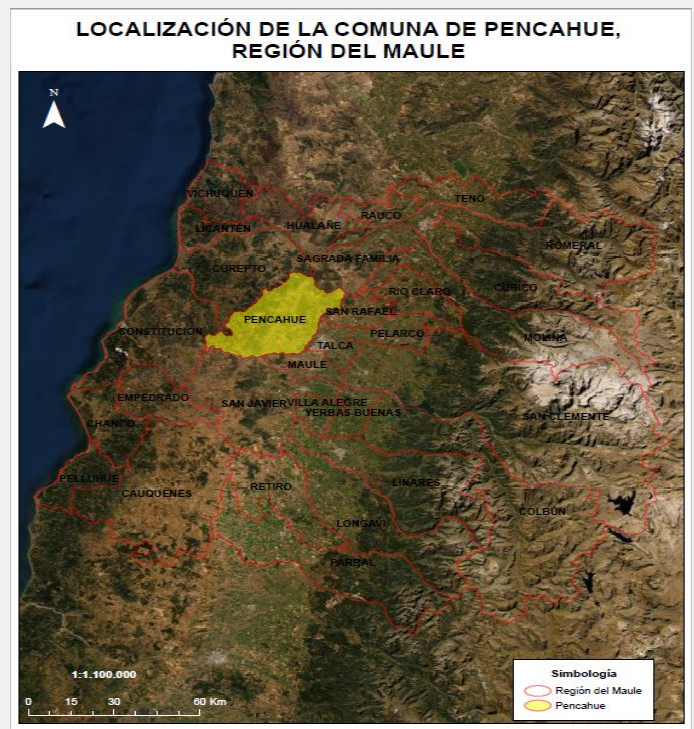 LOCALIZACIÓN DE LA COMUNA DE PENCAHUE,
REGIÓN DEL MAULE
N
VICHUQUEN
TENO
RAUCO
LICANTÉN
HUALAÑE
ROMERAL
SAGRADA FAMILIA
CUREPTO
CURICO
RIO CLARO
SAN RAFAEL
PENCAHUE
CONSTITUCION
PELARCO
MOLINA
TALCA
MAULE
EMPEDRADO
SAN JAVIER
VILLA ALEGRE
YERBAS BUENAS
SAN CLEMENTE
CHANCO
PELLUHUE
CAUQUENES
RETIRO
LINARES
COLBÚN
LONGAVÍ
PARRAL
1:1.100.000
0 15 30 60 Km
Simbología
Región del Maule
Pencahue